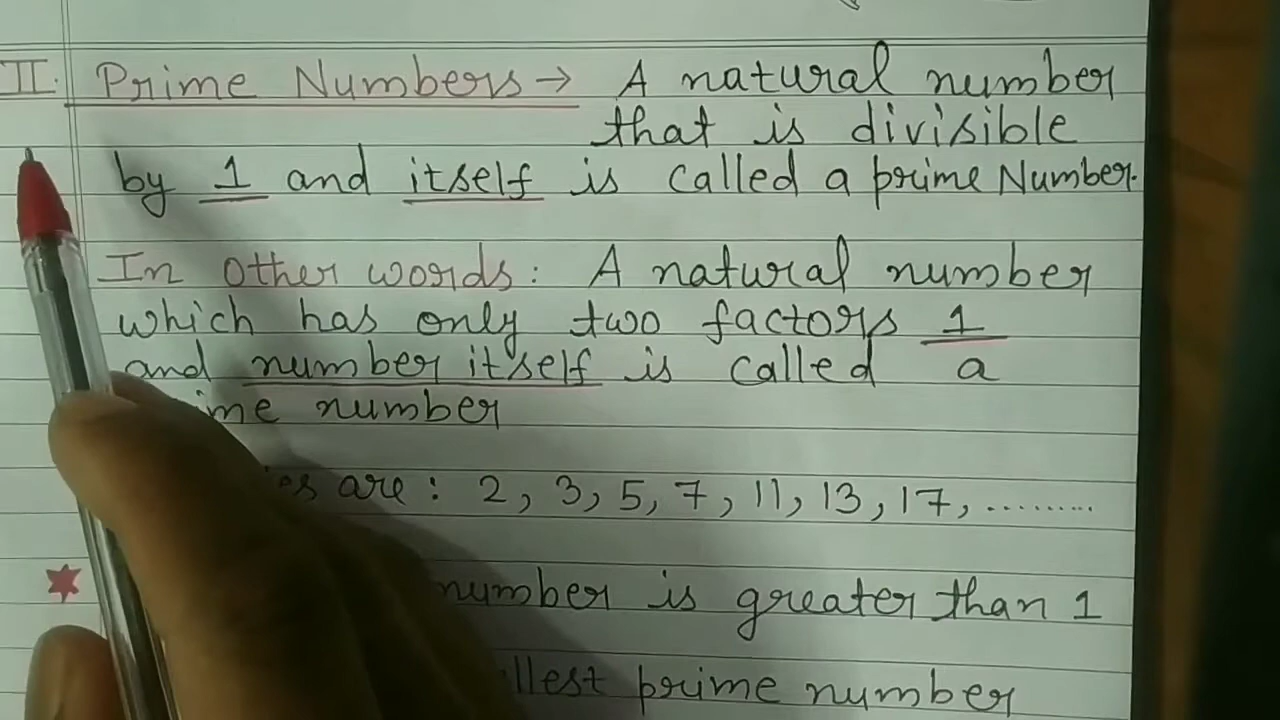 II. Prime Numbers → A natural number
that is divisible
by 1 and itself is called a prime Number.
In other words: A natural number
which has only two factors 1
and number itself is called a
me number
es are: 2, 3, 5, 7, 11, 13, 17, .........
number is greater than 1
llest prime number